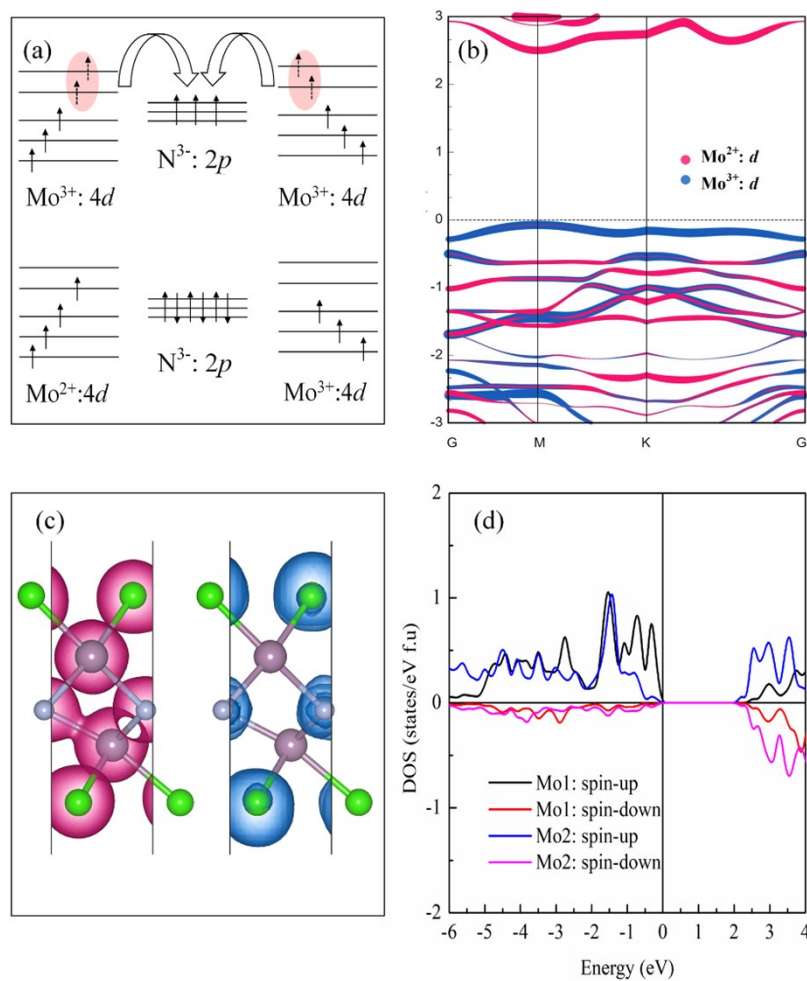 (a)
N³⁻: 2p
Mo³⁺: 4d
Mo³⁺: 4d
N³⁻: 2p
Mo²⁺:4d
Mo³⁺:4d
(b)
3
2
1
0
-1
-2
-3
Mo²⁺: d
Mo³⁺: d
G
M
K
G
(c)
(d)
DOS (states/eV f.u)
2
1
0
-1
-2
Mo1: spin-up
Mo1: spin-down
Mo2: spin-up
Mo2: spin-down
-6 -5 -4 -3 -2 -1 0 1 2 3 4
Energy (eV)